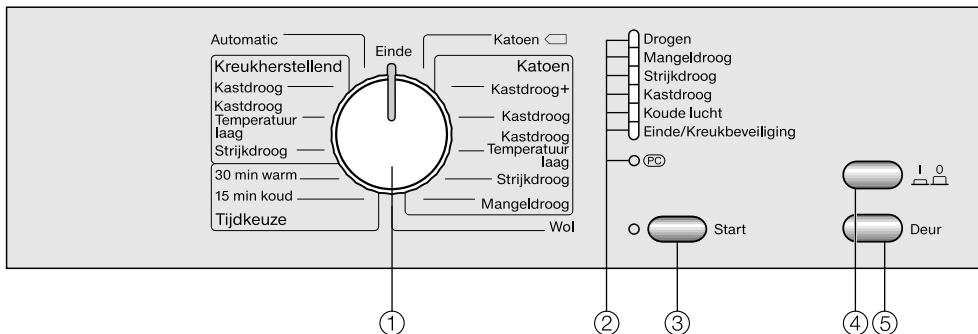 Automatic
Einde
Katoen
Kreukherstellend
Kastdroog
Kastdroog
Temperatuur
laag
Strijkdroog
30 min warm
15 min koud
Tijdkeuze
Katoen
Kastdroog+
Kastdroog
Kastdroog
Temperatuur
laag
Strijkdroog
Mangeldroog
Wol
Drogen
Mangeldroog
Strijkdroog
Kastdroog
Koude lucht
Einde/Kreukbeveiliging
PC
Start
I 0
Deur
1 2 3 4 5